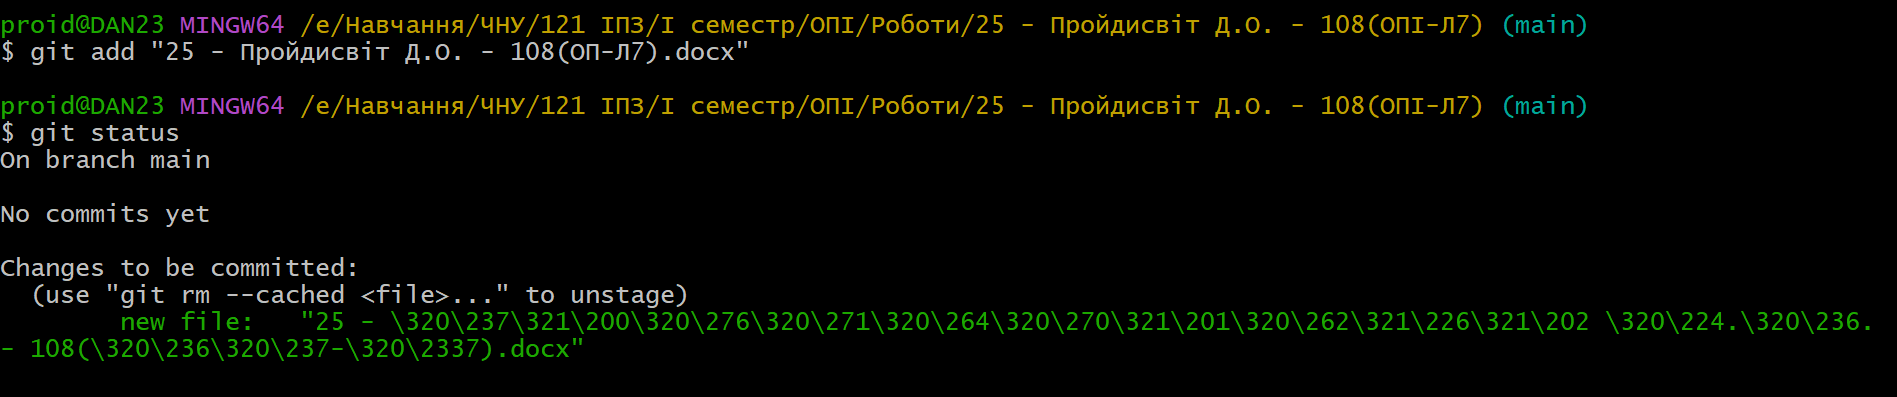 proid@DAN23 MINGW64 /e/Навчання/ЧНУ/121 ІПЗ/І семестр/ОПІ/Роботи/25 - Пройдисвіт Д.О. - 108(ОПІ-Л7) (main)
$ git add "25 - Пройдисвіт Д.О. - 108(ОП-Л7).docx"
proid@DAN23 MINGW64 /e/Навчання/ЧНУ/121 ІПЗ/І семестр/ОПІ/Роботи/25 - Пройдисвіт Д.О. - 108(ОПІ-Л7) (main)
$ git status
On branch main
No commits yet
Changes to be committed:
(use "git rm --cached <file>..." to unstage)
new file:   "25 - \320\237\321\200\320\276\320\271\320\264\320\270\321\201\320\262\321\226\321\202 \320\224.\320\236.
- 108(\320\236\320\237-\320\2337).docx"